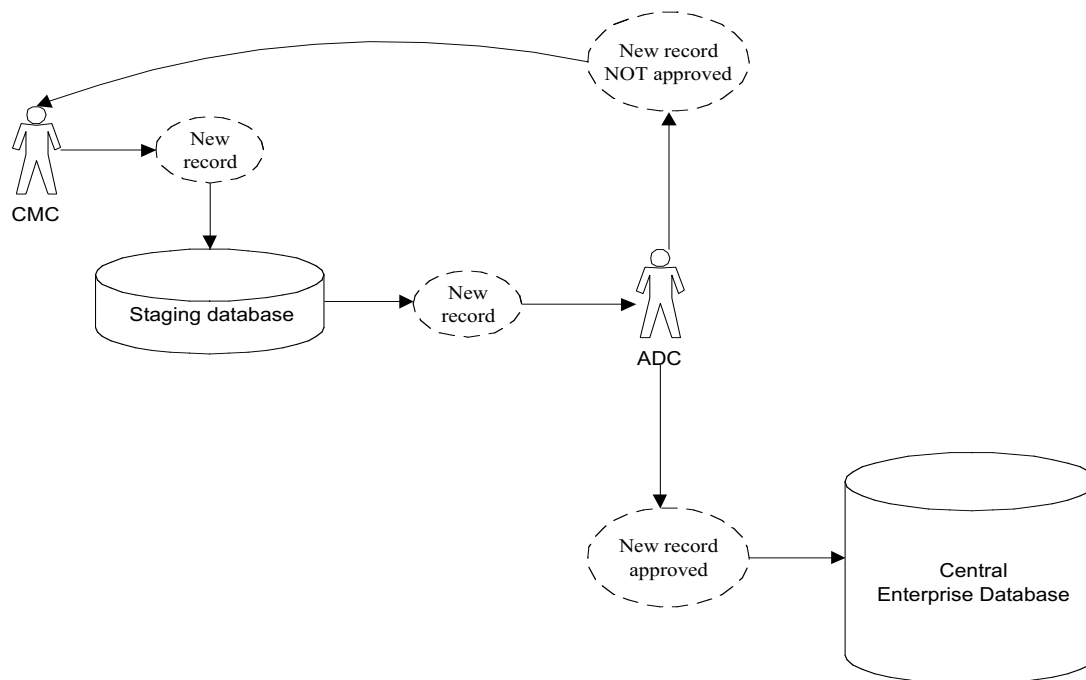 New record
NOT approved
New
record
CMC
Staging database
New
record
ADC
New record
approved
Central
Enterprise Database